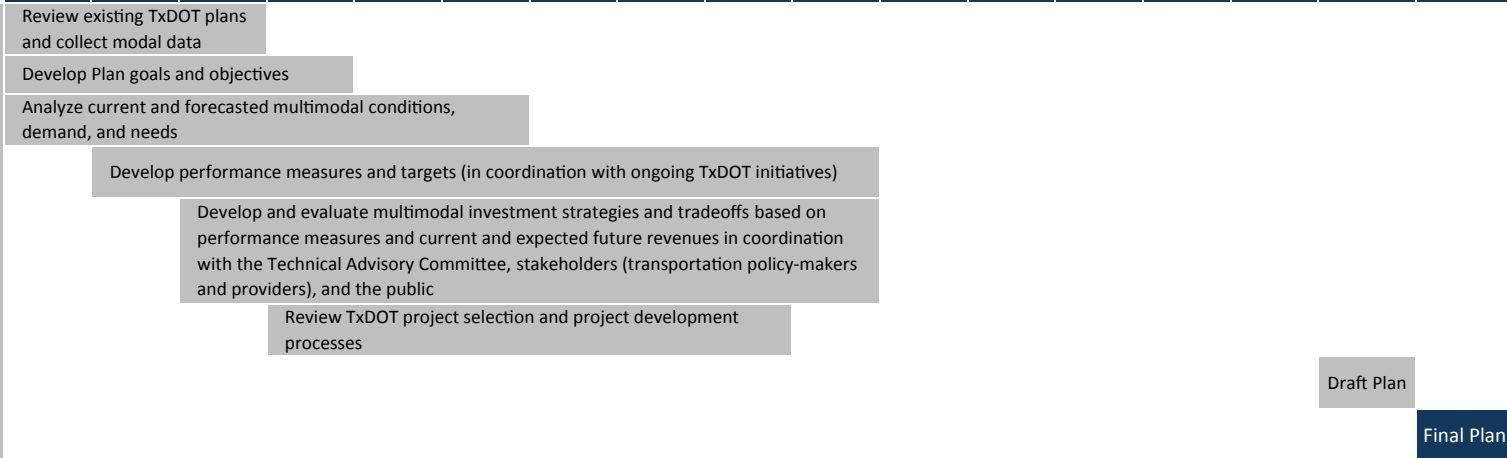 Review existing TxDOT plans
and collect modal data
Develop Plan goals and objectives
Analyze current and forecasted multimodal conditions,
demand, and needs
Develop performance measures and targets (in coordination with ongoing TxDOT initiatives)
Develop and evaluate multimodal investment strategies and tradeoffs based on
performance measures and current and expected future revenues in coordination
with the Technical Advisory Committee, stakeholders (transportation policy-makers
and providers), and the public
Review TxDOT project selection and project development
processes
Draft Plan
Final Plan